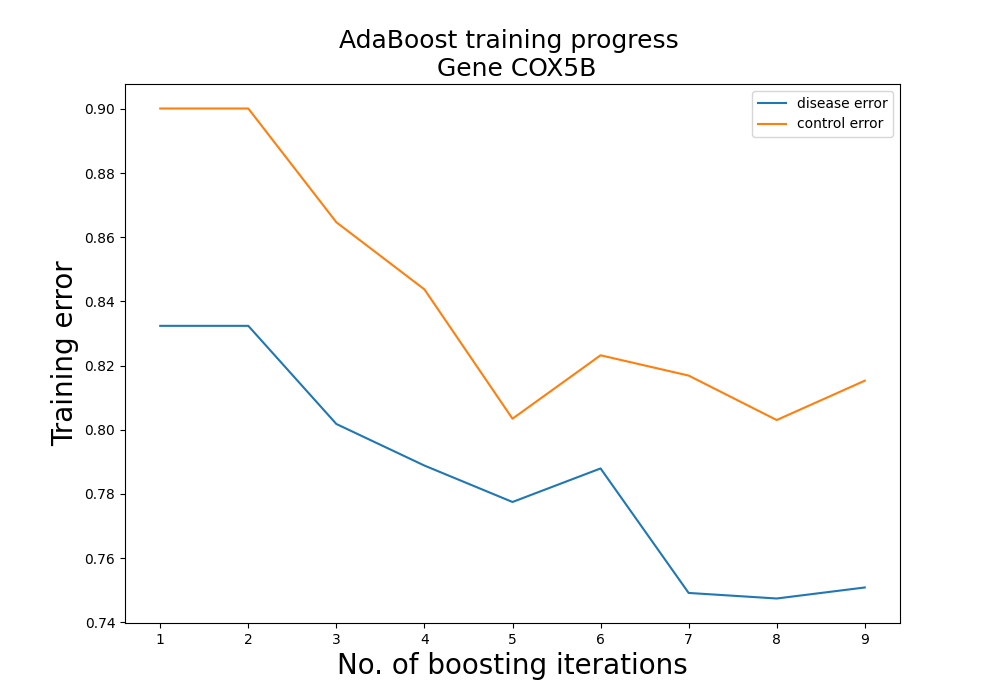 AdaBoost training progress
Gene COX5B
disease error
control error
0.90
0.88
0.86
0.84
0.82
0.80
0.78
0.76
0.74
Training error
1 2 3 4 5 6 7 8 9
No. of boosting iterations